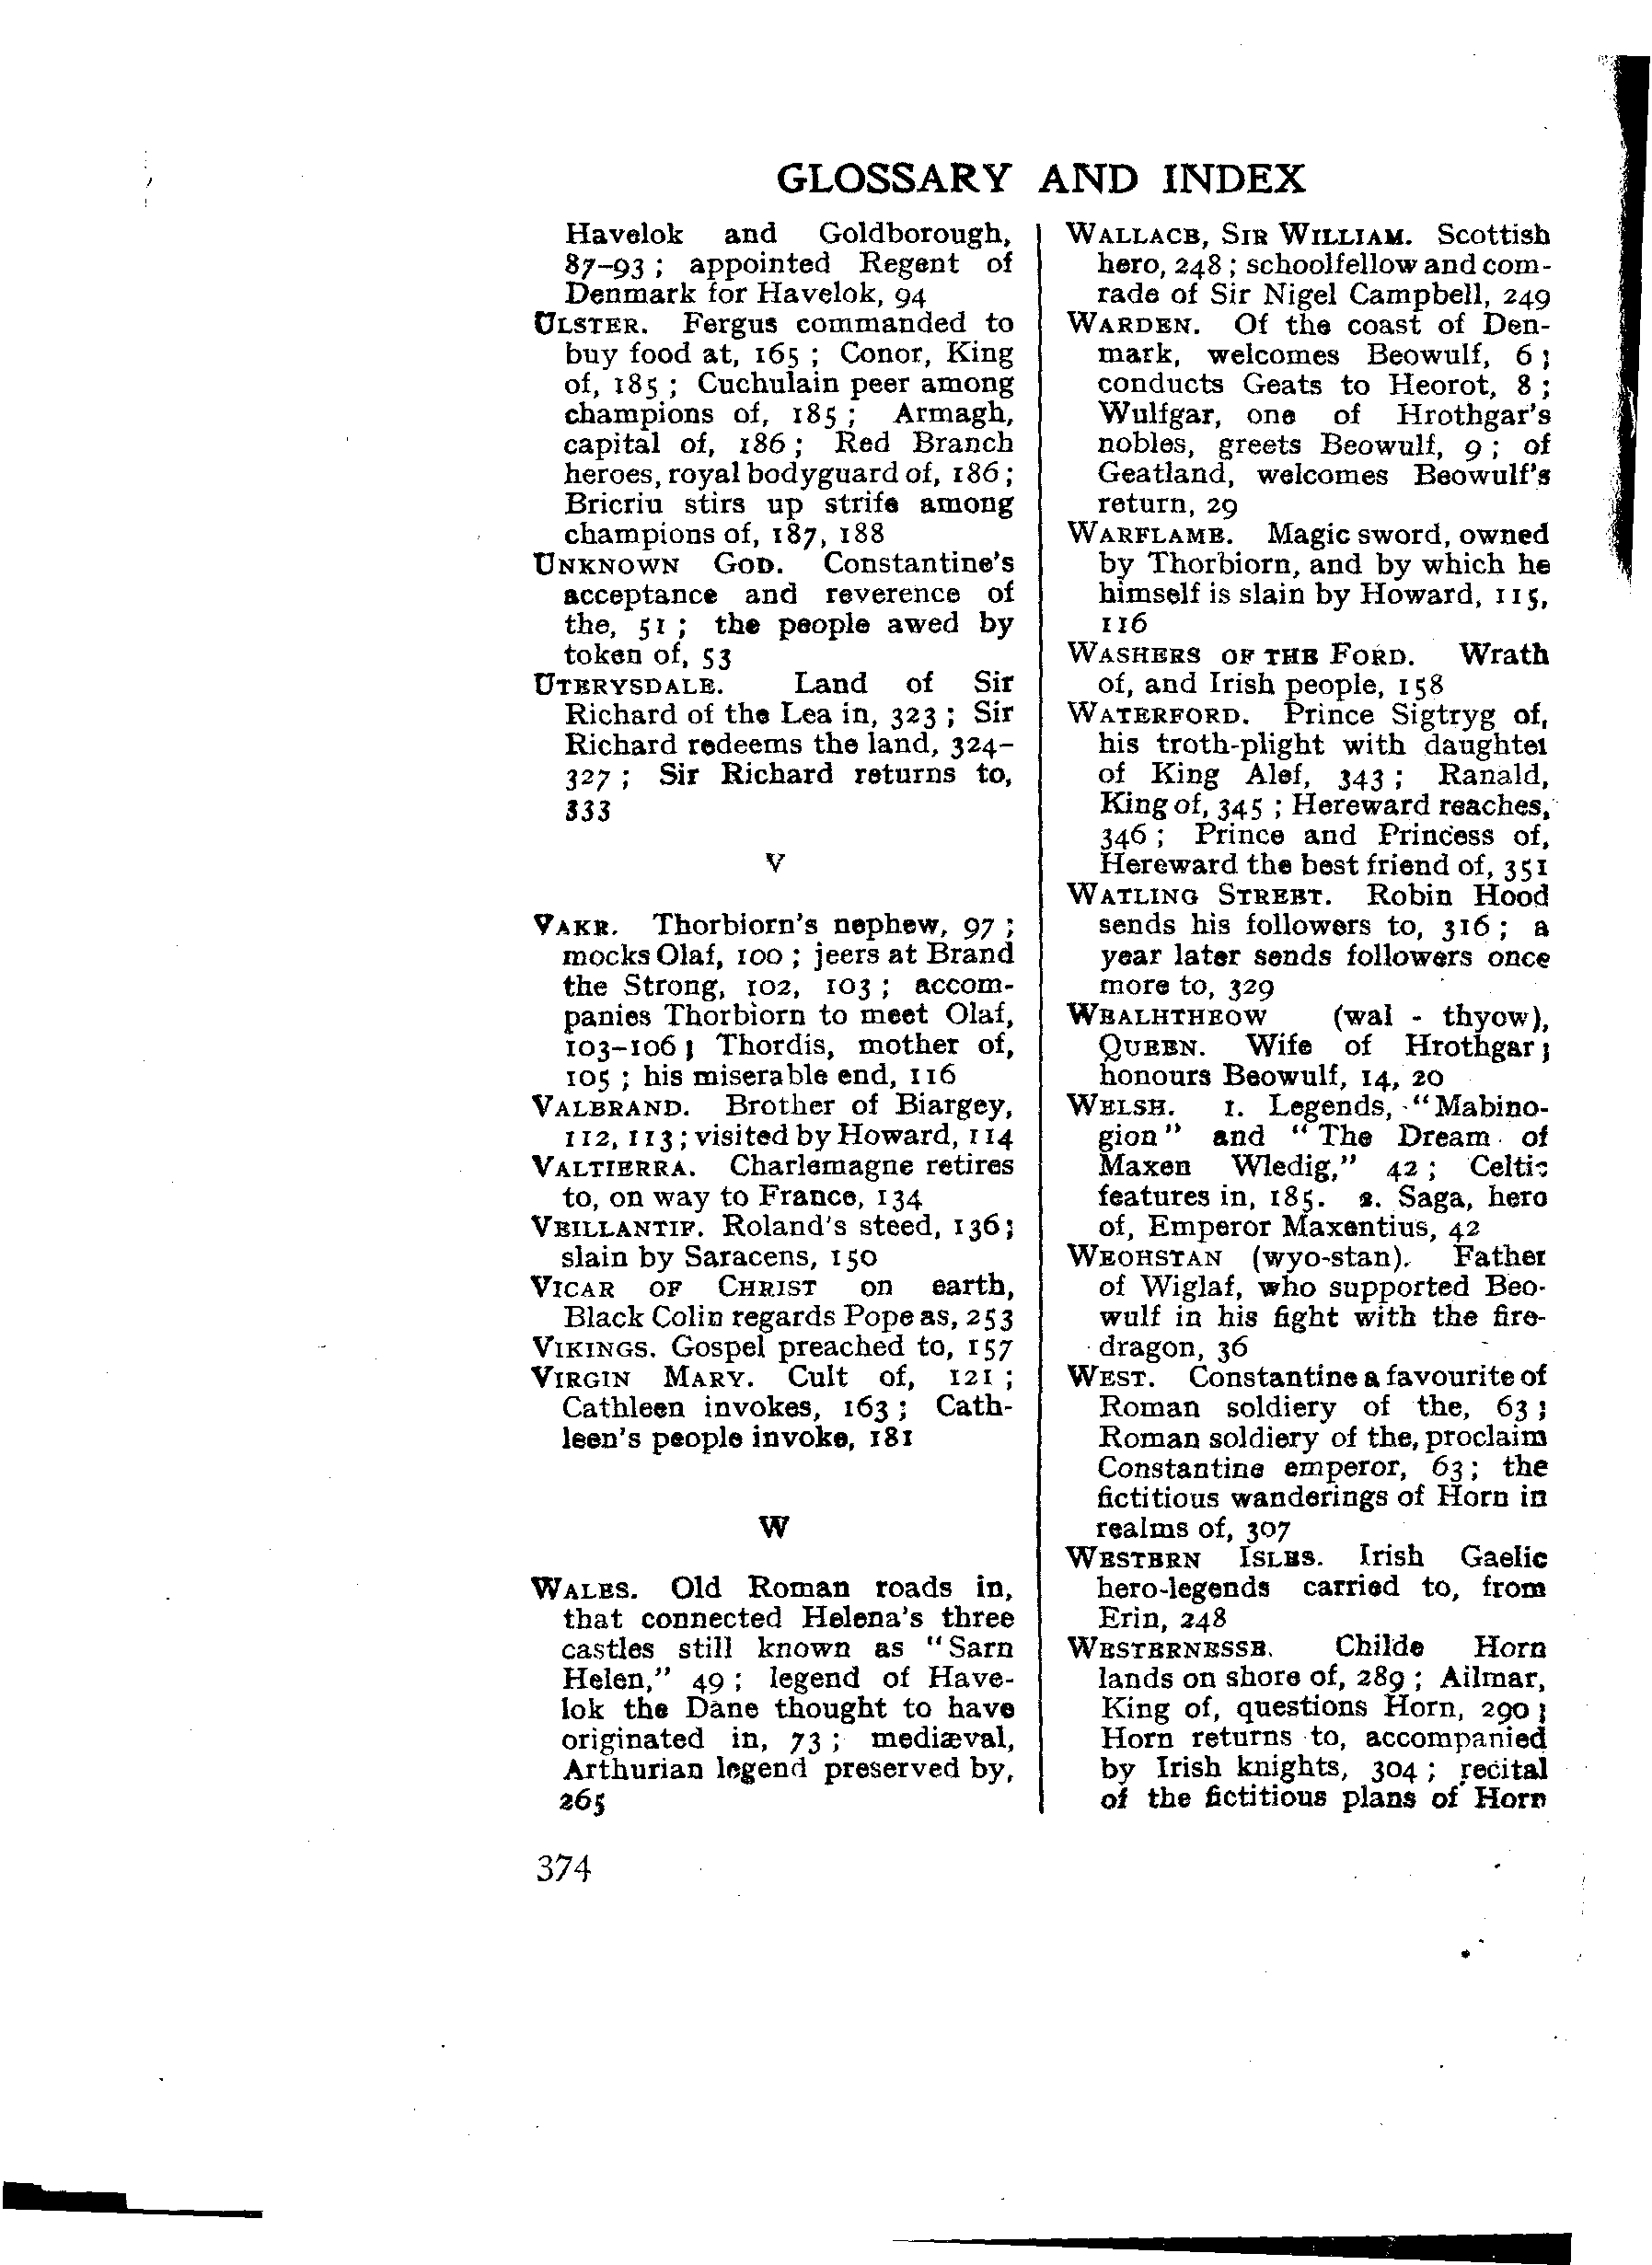 GLOSSARY AND INDEX
Havelok and Goldborough,
87–93 ; appointed Regent of
Denmark for Havelok, 94
ULSTER. Fergus commanded to
buy food at, 165 ; Conor, King
of, 185 ; Cuchulain peer among
champions of, 185 ; Armagh,
capital of, 186 ; Red Branch
heroes, royal bodyguard of, 186 ;
Bricriu stirs up strife among
champions of, 187, 188
UNKNOWN GOD. Constantine's
acceptance and reverence of
the, 51 ; the people awed by
token of, 53
UTERYSDALE. Land of Sir
Richard of the Lea in, 323 ; Sir
Richard redeems the land, 324–
327 ; Sir Richard returns to,
333
V
VAKR. Thorbiorn's nephew, 97 ;
mocks Olaf, 100 ; jeers at Brand
the Strong, 102, 103 ; accom-
panies Thorbiorn to meet Olaf,
103–106 ; Thordis, mother of,
105 ; his miserable end, 116
VALBRAND. Brother of Biargey,
112, 113 ; visited by Howard, 114
VALTIERRA. Charlemagne retires
to, on way to France, 134
VEILLANTIF. Roland's steed, 136 ;
slain by Saracens, 150
VICAR OF CHRIST on earth,
Black Colin regards Pope as, 253
VIKINGS. Gospel preached to, 157
VIRGIN MARY. Cult of, 121 ;
Cathleen invokes, 163 ; Cath-
leen's people invoke, 181
W
WALES. Old Roman roads in,
that connected Helena's three
castles still known as "Sarn
Helen," 49 ; legend of Have-
lok the Dane thought to have
originated in, 73 ; mediæval,
Arthurian legend preserved by,
265
WALLACE, SIR WILLIAM. Scottish
hero, 248 ; schoolfellow and com-
rade of Sir Nigel Campbell, 249
WARDEN. Of the coast of Den-
mark, welcomes Beowulf, 6 ;
conducts Geats to Heorot, 8 ;
Wulfgar, one of Hrothgar's
nobles, greets Beowulf, 9 ; of
Geatland, welcomes Beowulf's
return, 29
WARFLAME. Magic sword, owned
by Thorbiorn, and by which he
himself is slain by Howard, 115,
116
WASHERS OF THE FORD. Wrath
of, and Irish people, 158
WATERFORD. Prince Sigtryg of,
his troth-plight with daughter
of King Alef, 343 ; Ranald,
King of, 345 ; Hereward reaches,
346 ; Prince and Princess of,
Hereward the best friend of, 351
WATLING STREET. Robin Hood
sends his followers to, 316 ; a
year later sends followers once
more to, 329
WEALHTHEOW (wal - thyow),
QUEEN. Wife of Hrothgar ;
honours Beowulf, 14, 20
WELSH. 1. Legends, "Mabino-
gion" and "The Dream of
Maxen Wledig," 42 ; Celtic
features in, 185. 2. Saga, hero
of, Emperor Maxentius, 42
WEOHSTAN (wyo-stan). Father
of Wiglaf, who supported Beo-
wulf in his fight with the fire-
dragon, 36
WEST. Constantine a favourite of
Roman soldiery of the, 63 ;
Roman soldiery of the, proclaim
Constantine emperor, 63 ; the
fictitious wanderings of Horn in
realms of, 307
WESTERN ISLES. Irish Gaelic
hero-legends carried to, from
Erin, 248
WESTERNESSE. Childe Horn
lands on shore of, 289 ; Ailmar,
King of, questions Horn, 290 ;
Horn returns to, accompanied
by Irish knights, 304 ; recital
of the fictitious plans of Horn
374